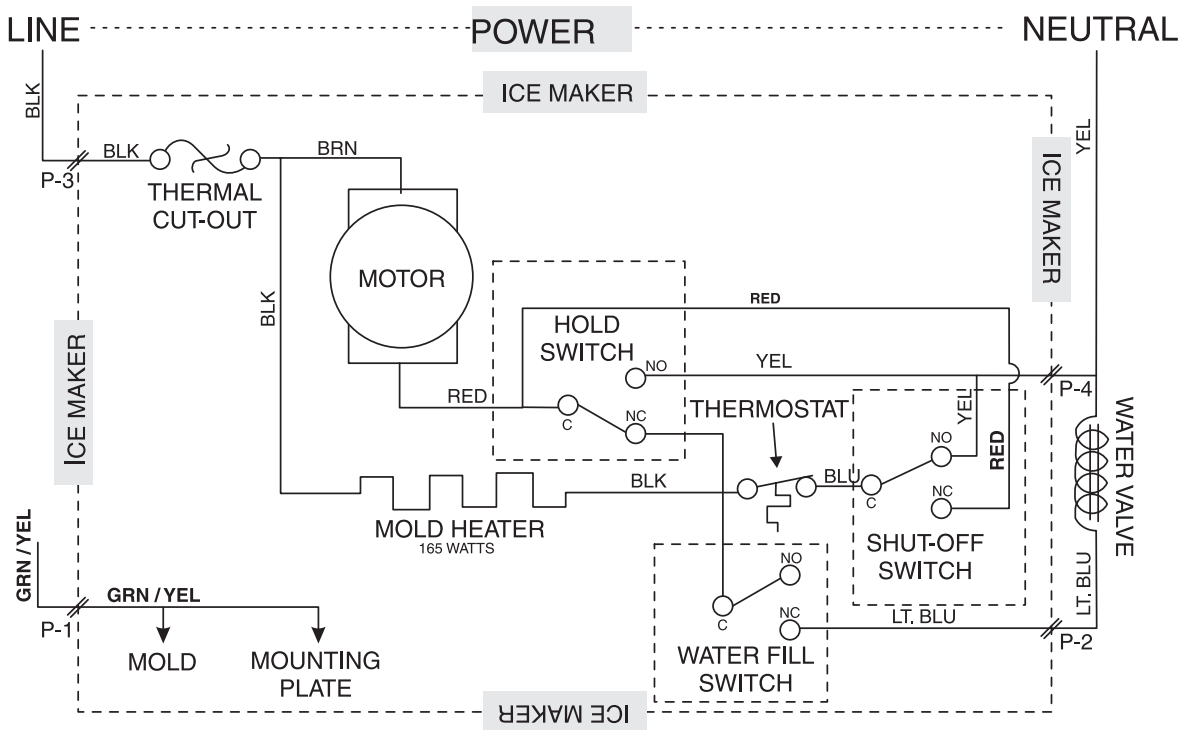 LINE
POWER
NEUTRAL
ICE MAKER
BLK
YEL
BLK
BRN
P-3
THERMAL
CUT-OUT
ICE MAKER
MOTOR
BLK
RED
HOLD
SWITCH
NO
YEL
P-4
ICE MAKER
RED
C
NC
THERMOSTAT
YEL
NO
RED
WATER VALVE
BLK
BLU
C
NC
MOLD HEATER
165 WATTS
SHUT-OFF
SWITCH
GRN / YEL
GRN / YEL
NO
C
NC
LT. BLU
LT. BLU
P-1
P-2
MOLD
MOUNTING
PLATE
WATER FILL
SWITCH
ICE MAKER